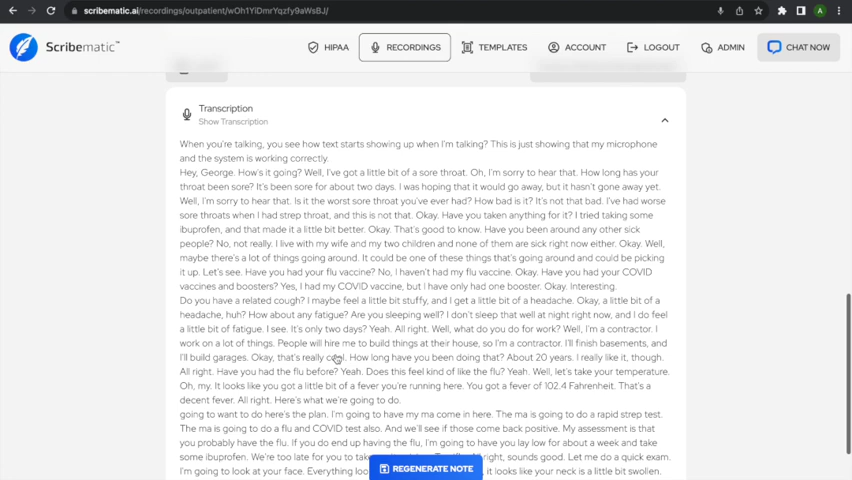 scribematic.ai/recordings/outpatient/wOh1YiDmrYqzfy9aWsBJ/
A
Scribematic™
HIPAA
RECORDINGS
TEMPLATES
ACCOUNT
LOGOUT
ADMIN
CHAT NOW
Transcription
Show Transcription
When you're talking, you see how text starts showing up when I'm talking? This is just showing that my microphone
and the system is working correctly.
Hey, George. How's it going? Well, I've got a little bit of a sore throat. Oh, I'm sorry to hear that. How long has your
throat been sore? It's been sore for about two days. I was hoping that it would go away, but it hasn't gone away yet.
Well, I'm sorry to hear that. Is it the worst sore throat you've ever had? How bad is it? It's not that bad. I've had worse
sore throats when I had strep throat, and this is not that. Okay. Have you taken anything for it? I tried taking some
ibuprofen, and that made it a little bit better. Okay. That's good to know. Have you been around any other sick
people? No, not really. I live with my wife and my two children and none of them are sick right now either. Okay. Well,
maybe there's a lot of things going around. It could be one of these things that's going around and could be picking
it up. Let's see. Have you had your flu vaccine? No, I haven't had my flu vaccine. Okay. Have you had your COVID
vaccines and boosters? Yes, I had my COVID vaccine, but I have only had one booster. Okay. Interesting.
Do you have a related cough? I maybe feel a little bit stuffy, and I get a little bit of a headache. Okay, a little bit of a
headache, huh? How about any fatigue? Are you sleeping well? I don't sleep that well at night right now, and I do feel
a little bit of fatigue. I see. It's only two days? Yeah. All right. Well, what do you do for work? Well, I'm a contractor. I
work on a lot of things. People will hire me to build things at their house, so I'm a contractor. I'll finish basements, and
I'll build garages. Okay, that's really cool. How long have you been doing that? About 20 years. I really like it, though.
All right. Have you had the flu before? Yeah. Does this feel kind of like the flu? Yeah. Well, let's take your temperature.
Oh, my. It looks like you got a little bit of a fever you're running here. You got a fever of 102.4 Fahrenheit. That's a
decent fever. All right. Here's what we're going to do.
going to want to do here's the plan. I'm going to have my ma come in here. The ma is going to do a rapid strep test.
The ma is going to do a flu and COVID test also. And we'll see if those come back positive. My assessment is that
you probably have the flu. If you do end up having the flu, I'm going to have you lay low for about a week and take
some ibuprofen. We're too late for you to take right, sounds good. Let me do a quick exam.
I'm going to look at your face. Everything it looks like your neck is a little bit swollen.
REGENERATE NOTE